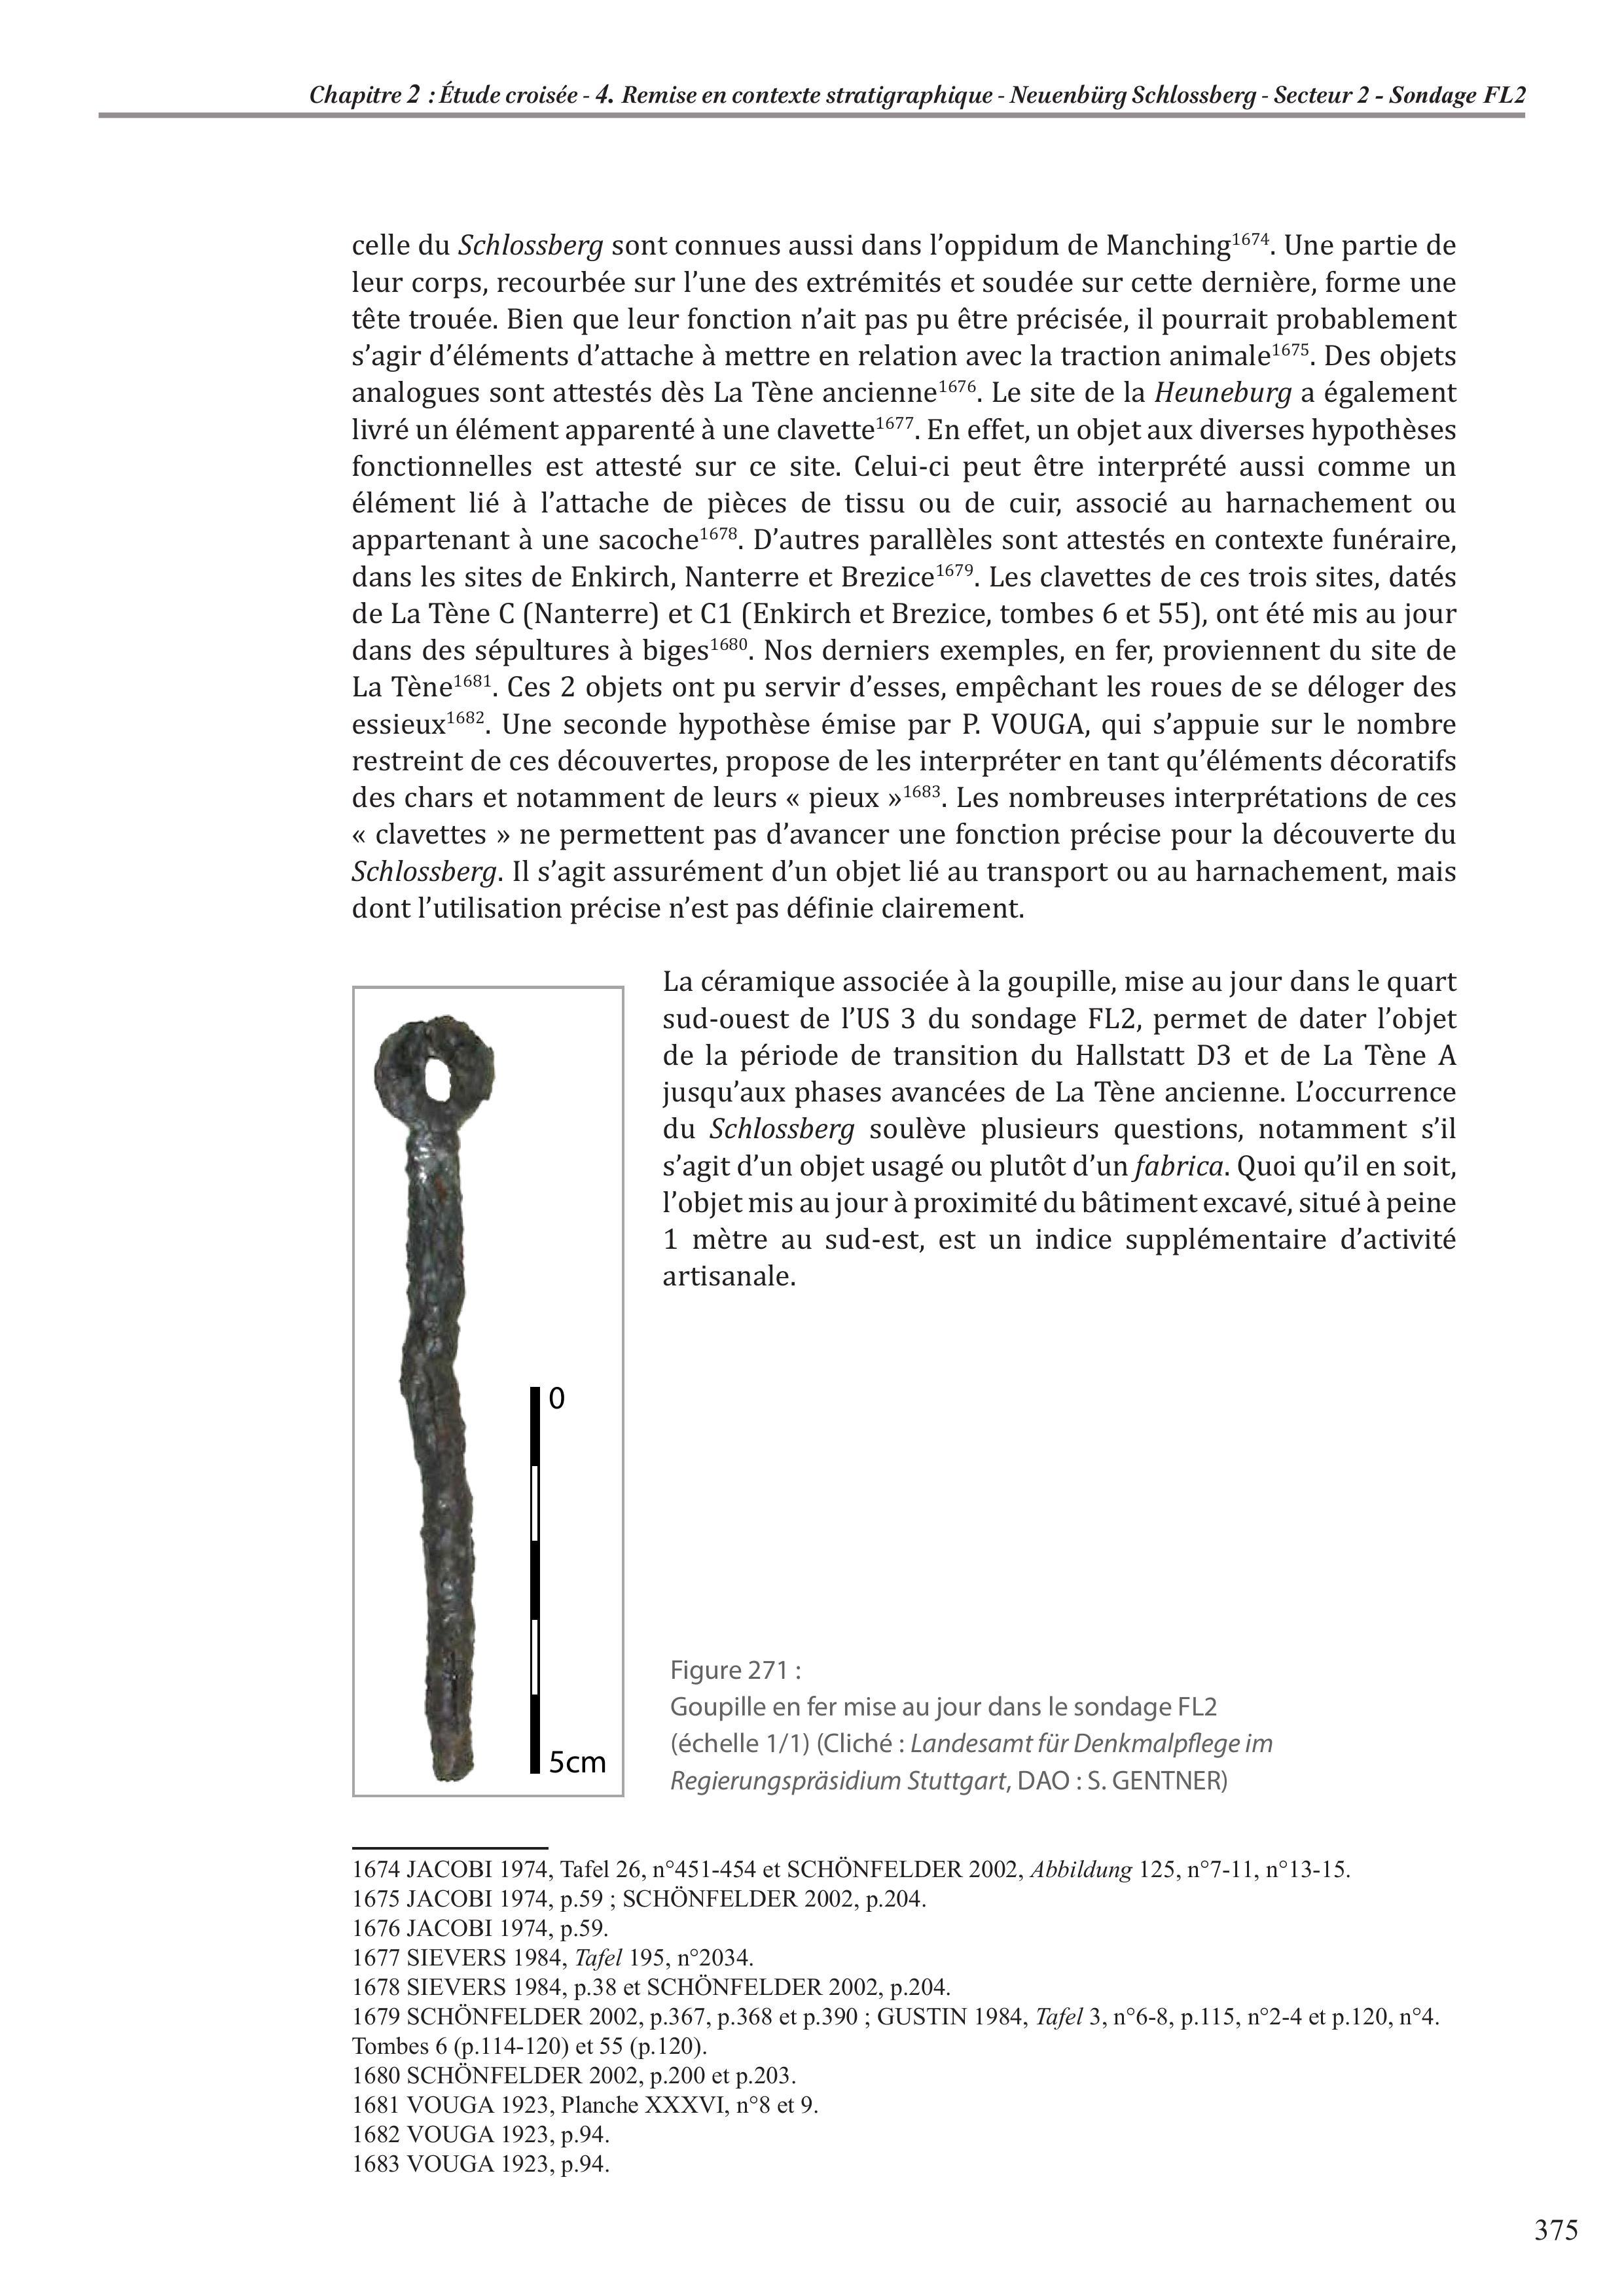 Chapitre 2 : Étude croisée - 4. Remise en contexte stratigraphique - Neuenbürg Schlossberg - Secteur 2 - Sondage FL2
celle du Schlossberg sont connues aussi dans l’oppidum de Manching1674. Une partie de
leur corps, recourbée sur l’une des extrémités et soudée sur cette dernière, forme une
tête trouée. Bien que leur fonction n’ait pas pu être précisée, il pourrait probablement
s’agir d’éléments d’attache à mettre en relation avec la traction animale1675. Des objets
analogues sont attestés dès La Tène ancienne1676. Le site de la Heuneburg a également
livré un élément apparenté à une clavette1677. En effet, un objet aux diverses hypothèses
fonctionnelles est attesté sur ce site. Celui-ci peut être interprété aussi comme un
élément lié à l’attache de pièces de tissu ou de cuir, associé au harnachement ou
appartenant à une sacoche1678. D’autres parallèles sont attestés en contexte funéraire,
dans les sites de Enkirch, Nanterre et Brezice1679. Les clavettes de ces trois sites, datés
de La Tène C (Nanterre) et C1 (Enkirch et Brezice, tombes 6 et 55), ont été mis au jour
dans des sépultures à biges1680. Nos derniers exemples, en fer, proviennent du site de
La Tène1681. Ces 2 objets ont pu servir d’esses, empêchant les roues de se déloger des
essieux1682. Une seconde hypothèse émise par P. VOUGA, qui s’appuie sur le nombre
restreint de ces découvertes, propose de les interpréter en tant qu’éléments décoratifs
des chars et notamment de leurs « pieux »1683. Les nombreuses interprétations de ces
« clavettes » ne permettent pas d’avancer une fonction précise pour la découverte du
Schlossberg. Il s’agit assurément d’un objet lié au transport ou au harnachement, mais
dont l’utilisation précise n’est pas définie clairement.
La céramique associée à la goupille, mise au jour dans le quart
sud-ouest de l’US 3 du sondage FL2, permet de dater l’objet
de la période de transition du Hallstatt D3 et de La Tène A
jusqu’aux phases avancées de La Tène ancienne. L’occurrence
du Schlossberg soulève plusieurs questions, notamment s’il
s’agit d’un objet usagé ou plutôt d’un fabrica. Quoi qu’il en soit,
l’objet mis au jour à proximité du bâtiment excavé, situé à peine
1 mètre au sud-est, est un indice supplémentaire d’activité
artisanale.
0
5cm
Figure 271 :
Goupille en fer mise au jour dans le sondage FL2
(échelle 1/1) (Cliché : Landesamt für Denkmalpflege im
Regierungspräsidium Stuttgart, DAO : S. GENTNER)
1674 JACOBI 1974, Tafel 26, n°451-454 et SCHÖNFELDER 2002, Abbildung 125, n°7-11, n°13-15.
1675 JACOBI 1974, p.59 ; SCHÖNFELDER 2002, p.204.
1676 JACOBI 1974, p.59.
1677 SIEVERS 1984, Tafel 195, n°2034.
1678 SIEVERS 1984, p.38 et SCHÖNFELDER 2002, p.204.
1679 SCHÖNFELDER 2002, p.367, p.368 et p.390 ; GUSTIN 1984, Tafel 3, n°6-8, p.115, n°2-4 et p.120, n°4.
Tombes 6 (p.114-120) et 55 (p.120).
1680 SCHÖNFELDER 2002, p.200 et p.203.
1681 VOUGA 1923, Planche XXXVI, n°8 et 9.
1682 VOUGA 1923, p.94.
1683 VOUGA 1923, p.94.
375